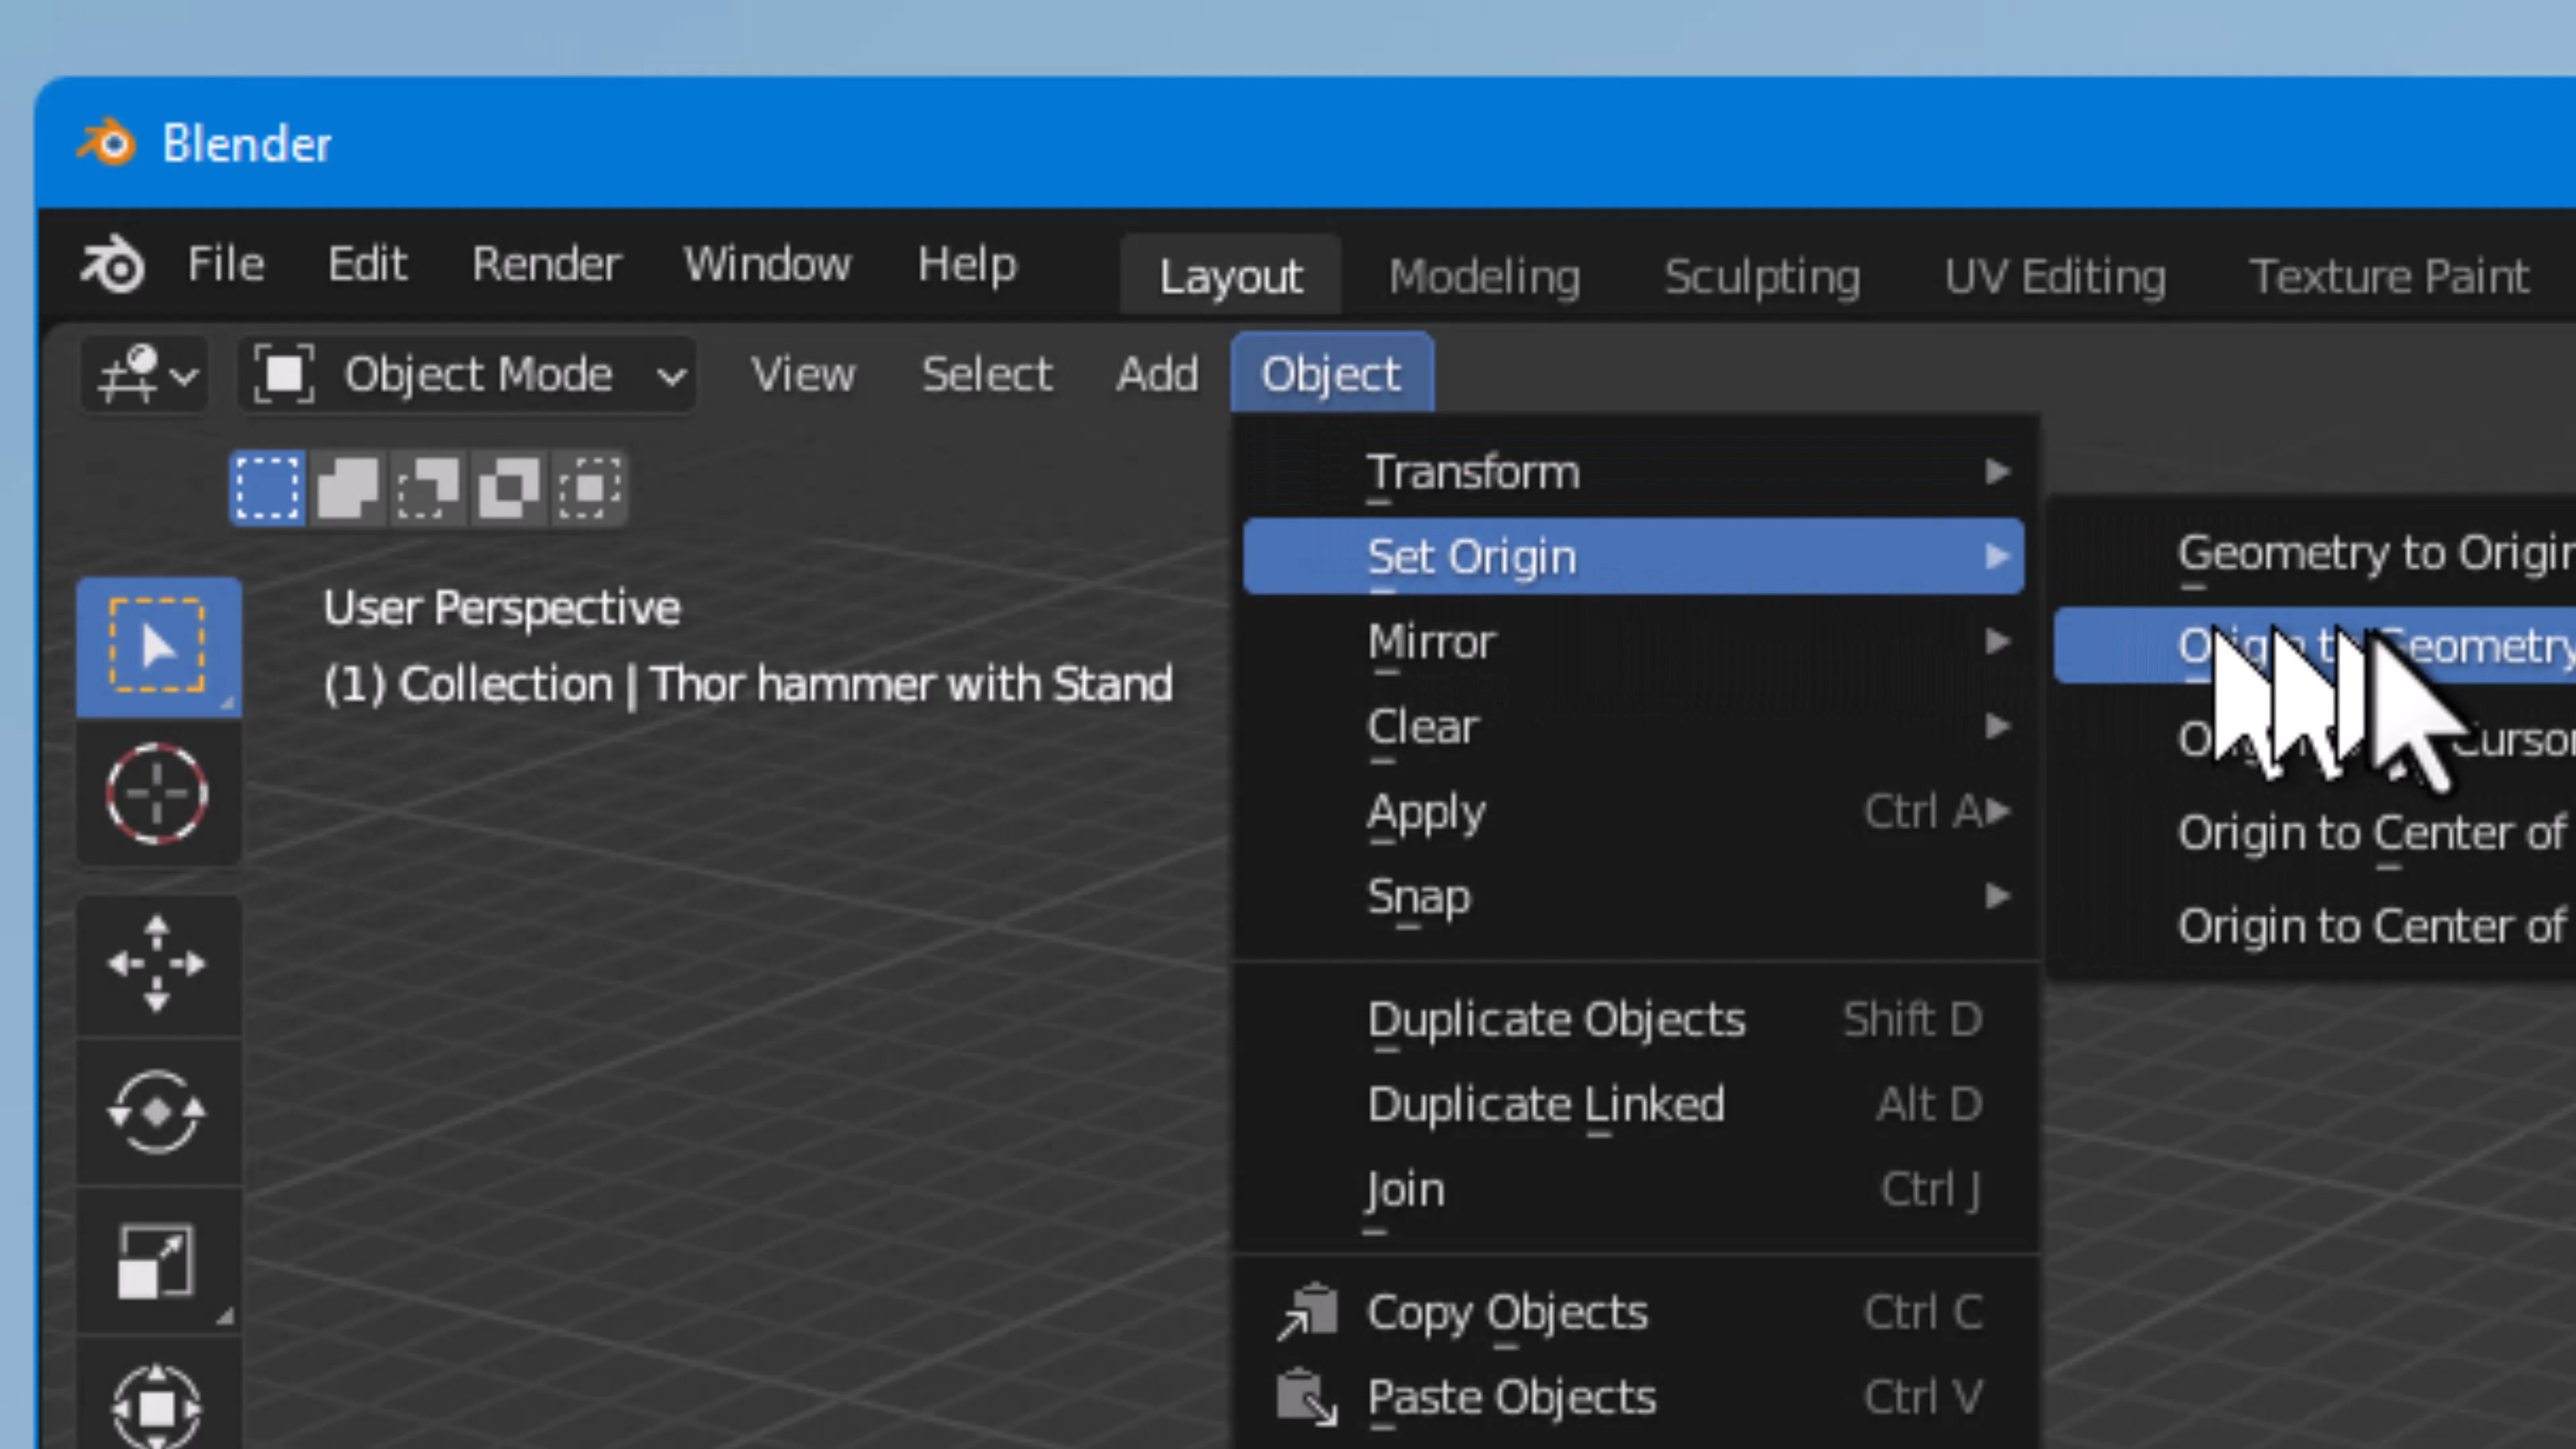 Blender
File Edit Render Window Help Layout Modeling Sculpting UV Editing Texture Paint
Object Mode View Select Add Object
User Perspective
(1) Collection | Thor hammer with Stand
Transform
Set Origin
Mirror
Clear
Apply Ctrl A
Snap
Duplicate Objects Shift D
Duplicate Linked Alt D
Join Ctrl J
Copy Objects Ctrl C
Paste Objects Ctrl V
Geometry to Origin
Geometry
Cursor
Origin to Center of
Origin to Center of